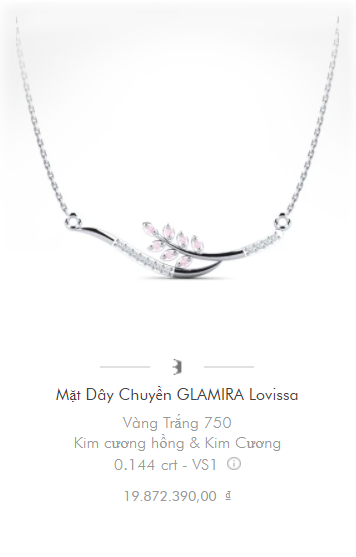 Mặt Dây Chuyền GLAMIRA Lovissa
Vàng Trắng 750
Kim cương hồng & Kim Cương
0.144 crt - VS1
19.872.390,00 ₫